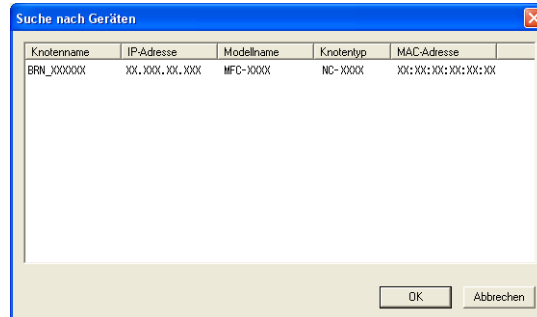 Suche nach Geräten
Knotenname IP-Adresse Modellname Knotentyp MAC-Adresse
BRN_XXXXXX XX.XXX.XX.XXX MFC-XXXX NC-XXXX XX:XX:XX:XX:XX:XX
OK Abbrechen